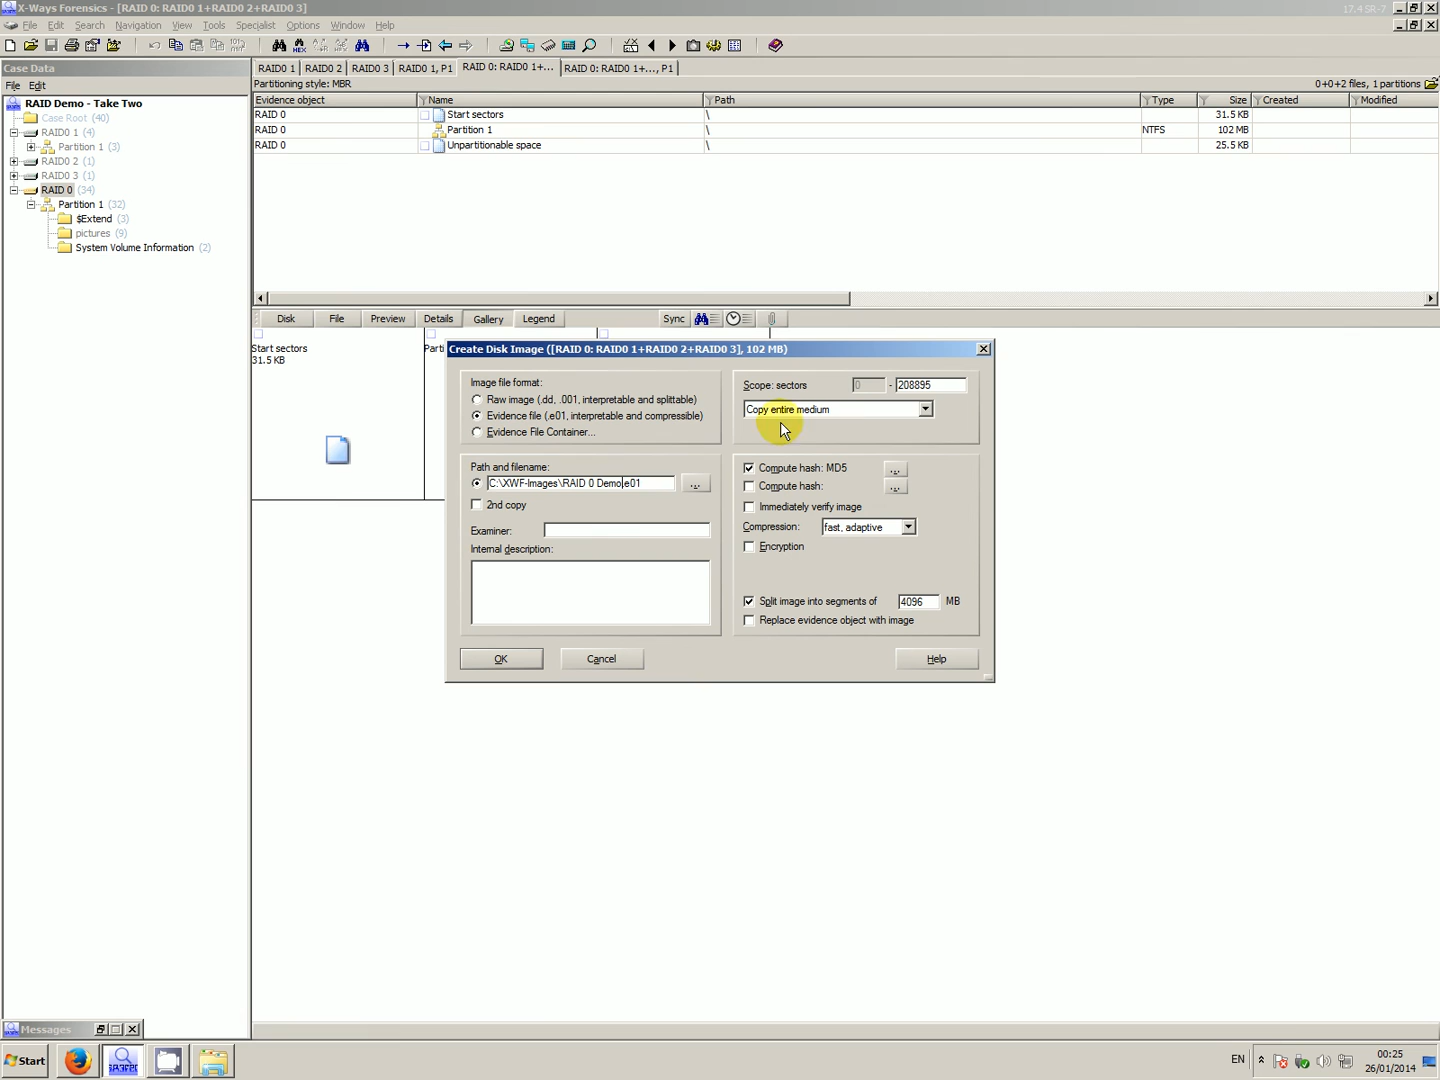 X-Ways Forensics - [RAID 0: RAID0 1+RAID0 2+RAID0 3]
17.4 SR-7
File Edit Search Navigation View Tools Specialist Options Window Help
Case Data
File Edit
RAID Demo - Take Two
Case Root (40)
RAID0 1 (4)
Partition 1 (3)
RAID0 2 (1)
RAID0 3 (1)
RAID 0 (34)
Partition 1 (32)
$Extend (3)
pictures (9)
System Volume Information (2)
RAID0 1 RAID0 2 RAID0 3 RAID0 1, P1 RAID 0: RAID0 1+... RAID 0: RAID0 1+..., P1
Partitioning style: MBR
0+0+2 files, 1 partitions
Evidence object Name Path Type Size Created Modified
RAID 0 Start sectors \ 31.5 KB
RAID 0 Partition 1 \ NTFS 102 MB
RAID 0 Unpartitionable space \ 25.5 KB
Disk File Preview Details Gallery Legend Sync
Start sectors
31.5 KB
Parti
Create Disk Image ([RAID 0: RAID0 1+RAID0 2+RAID0 3], 102 MB)
Image file format:
Raw image (.dd, .001, interpretable and splittable)
Evidence file (.e01, interpretable and compressible)
Evidence File Container...
Scope: sectors 0 - 208895
Copy entire medium
Path and filename:
C:\XWF-Images\RAID 0 Demo.e01 ...
2nd copy
Examiner:
Internal description:
Compute hash: MD5 ...
Compute hash: ...
Immediately verify image
Compression: fast, adaptive
Encryption
Split image into segments of 4096 MB
Replace evidence object with image
OK Cancel Help
Messages
Start
EN
00:25
26/01/2014